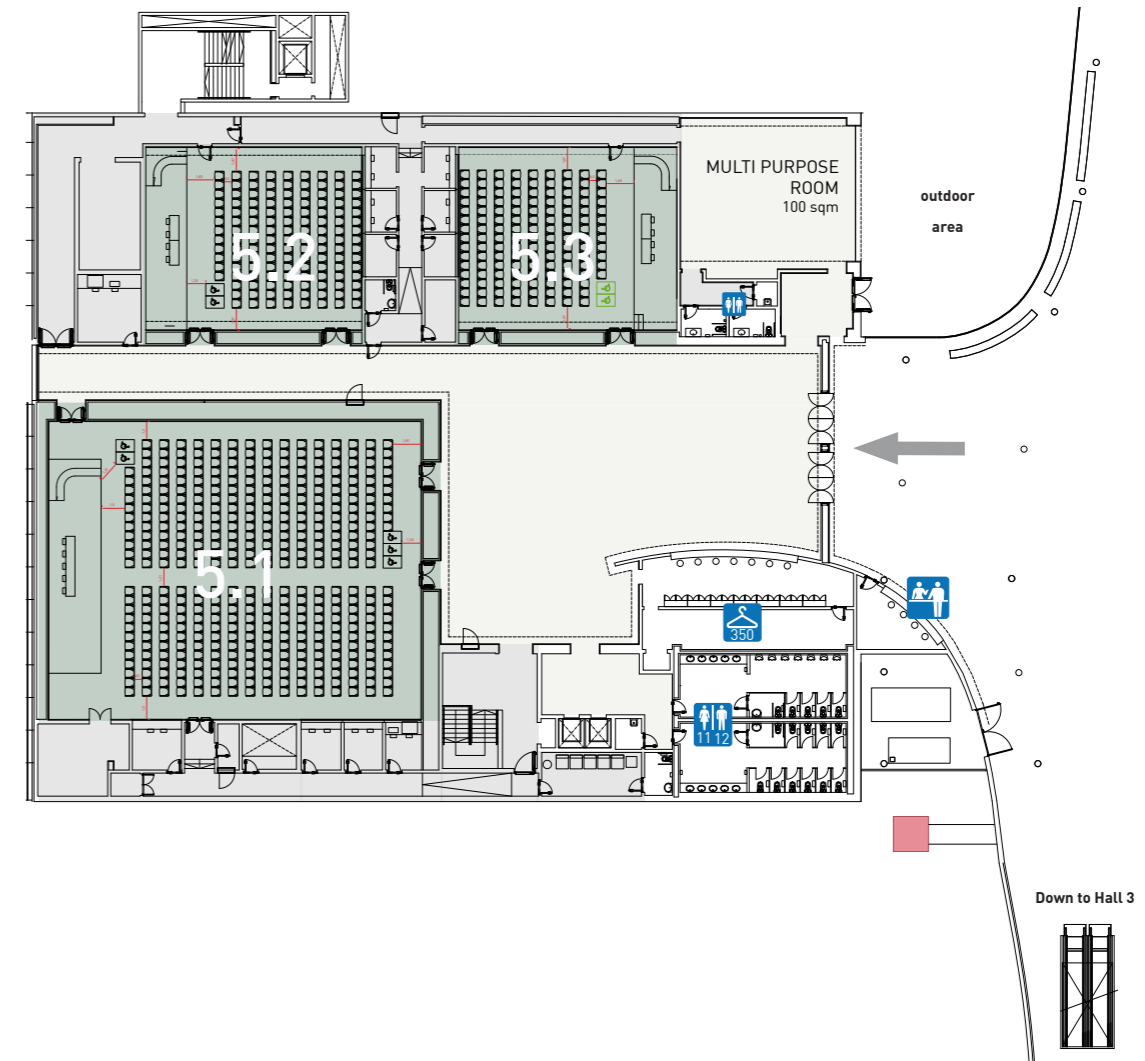 MULTI PURPOSE
ROOM
100 sqm
outdoor
area
5.2
5.3
5.1
350
11 12
Down to Hall 3